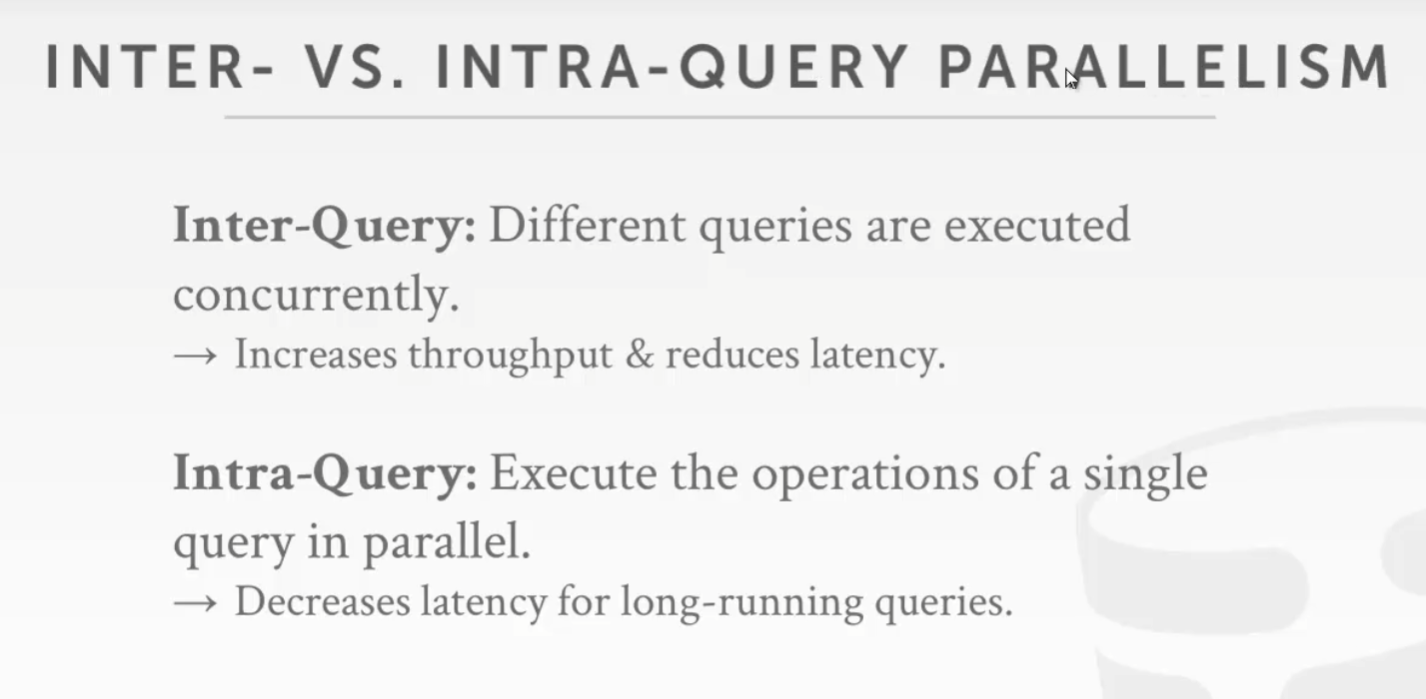 INTER- VS. INTRA-QUERY PARALLELISM
Inter-Query: Different queries are executed
concurrently.
→ Increases throughput & reduces latency.
Intra-Query: Execute the operations of a single
query in parallel.
→ Decreases latency for long-running queries.